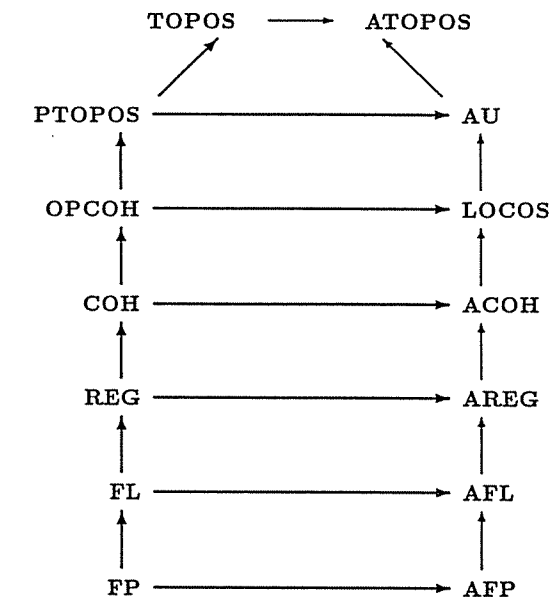 TOPOS ATOPOS
PTOPOS AU
OPCOH LOCOS
COH ACOH
REG AREG
FL AFL
FP AFP